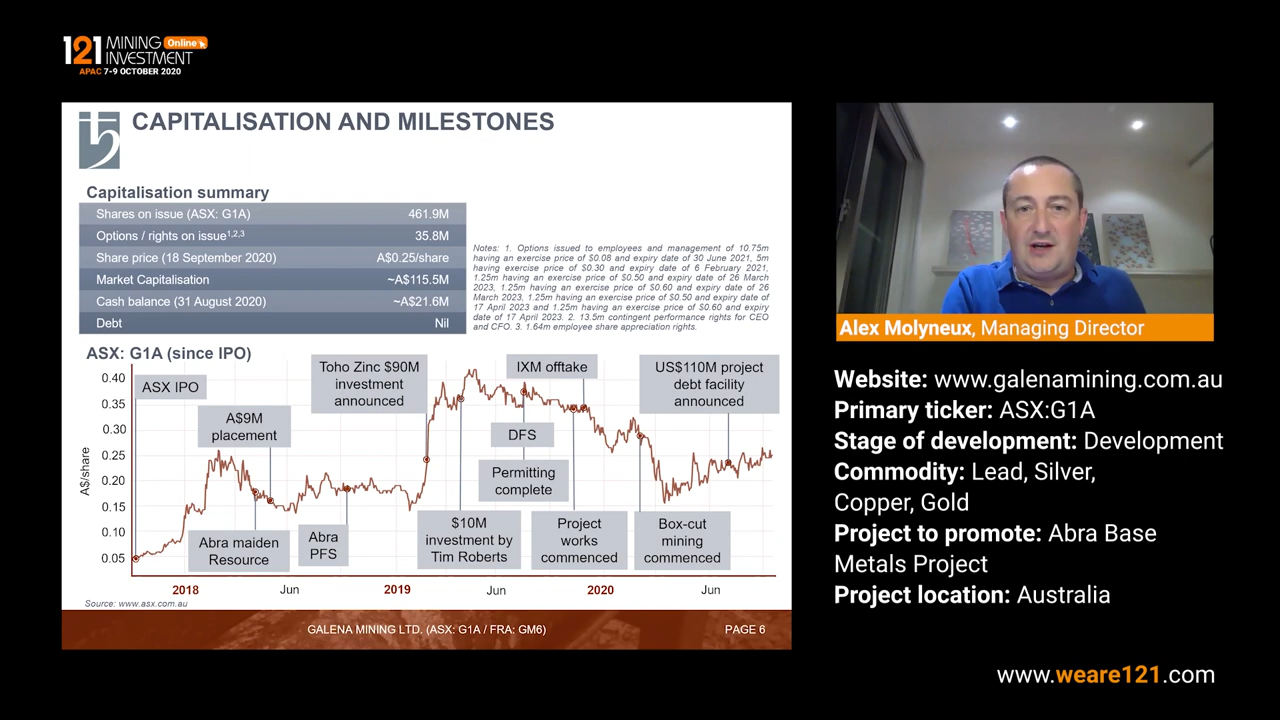 121 MINING Online
INVESTMENT
APAC 7-9 OCTOBER 2020
CAPITALISATION AND MILESTONES
Capitalisation summary
Shares on issue (ASX: G1A) 461.9M
Options / rights on issue1,2,3 35.8M
Share price (18 September 2020) A$0.25/share
Market Capitalisation ~A$115.5M
Cash balance (31 August 2020) ~A$21.6M
Debt Nil
Notes: 1. Options issued to employees and management of 10.75m
having an exercise price of $0.08 and expiry date of 30 June 2021, 5m
having exercise price of $0.30 and expiry date of 6 February 2021,
1.25m having an exercise price of $0.50 and expiry date of 26 March
2023, 1.25m having an exercise price of $0.60 and expiry date of 26
March 2023, 1.25m having an exercise price of $0.50 and expiry date of
17 April 2023 and 1.25m having an exercise price of $0.60 and expiry
date of 17 April 2023. 2. 13.5m contingent performance rights for CEO
and CFO. 3. 1.64m employee share appreciation rights.
ASX: G1A (since IPO)
A$/share
0.40
0.35
0.30
0.25
0.20
0.15
0.10
0.05
ASX IPO
A$9M
placement
Abra maiden
Resource
Abra
PFS
Toho Zinc $90M
investment
announced
$10M
investment by
Tim Roberts
IXM offtake
DFS
Permitting
complete
Project
works
commenced
Box-cut
mining
commenced
US$110M project
debt facility
announced
2018 Jun 2019 Jun 2020 Jun
Source: www.asx.com.au
GALENA MINING LTD. (ASX: G1A / FRA: GM6) PAGE 6
Alex Molyneux, Managing Director
Website: www.galenamining.com.au
Primary ticker: ASX:G1A
Stage of development: Development
Commodity: Lead, Silver,
Copper, Gold
Project to promote: Abra Base
Metals Project
Project location: Australia
www.weare121.com